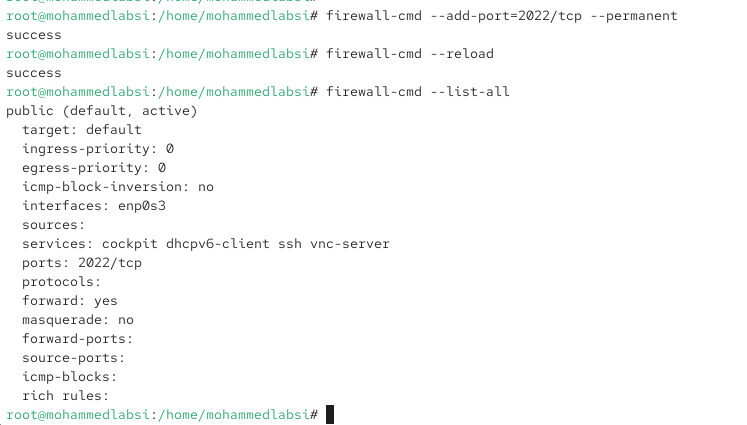 root@mohammedlabsi:/home/mohammedlabsi# firewall-cmd --add-port=2022/tcp --permanent
success
root@mohammedlabsi:/home/mohammedlabsi# firewall-cmd --reload
success
root@mohammedlabsi:/home/mohammedlabsi# firewall-cmd --list-all
public (default, active)
  target: default
  ingress-priority: 0
  egress-priority: 0
  icmp-block-inversion: no
  interfaces: enp0s3
  sources:
  services: cockpit dhcpv6-client ssh vnc-server
  ports: 2022/tcp
  protocols:
  forward: yes
  masquerade: no
  forward-ports:
  source-ports:
  icmp-blocks:
  rich rules:
root@mohammedlabsi:/home/mohammedlabsi#